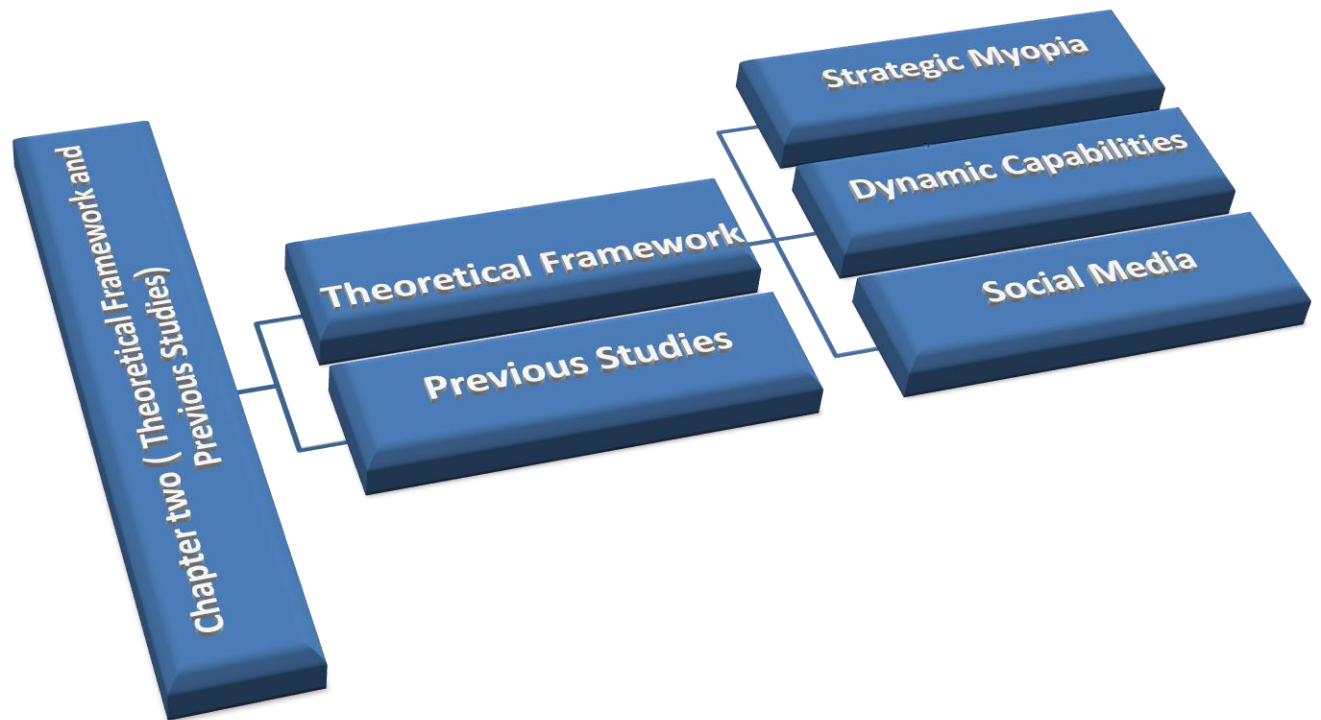 Chapter two ( Theoretical Framework and
Previous Studies)
Theoretical Framework
Previous Studies
Strategic Myopia
Dynamic Capabilities
Social Media